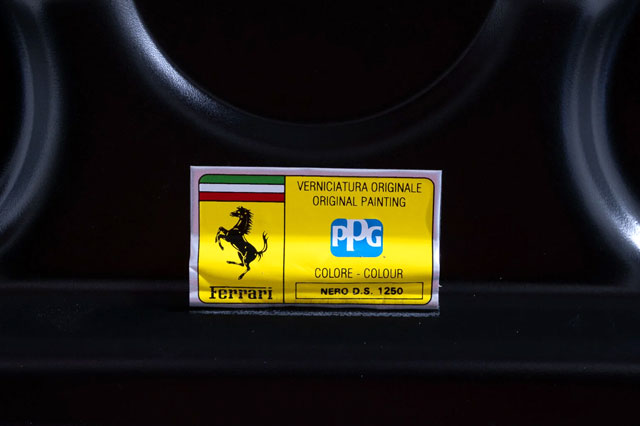 VERNICIATURA ORIGINALE
ORIGINAL PAINTING
PPG
COLORE - COLOUR
NERO D.S. 1250
Ferrari